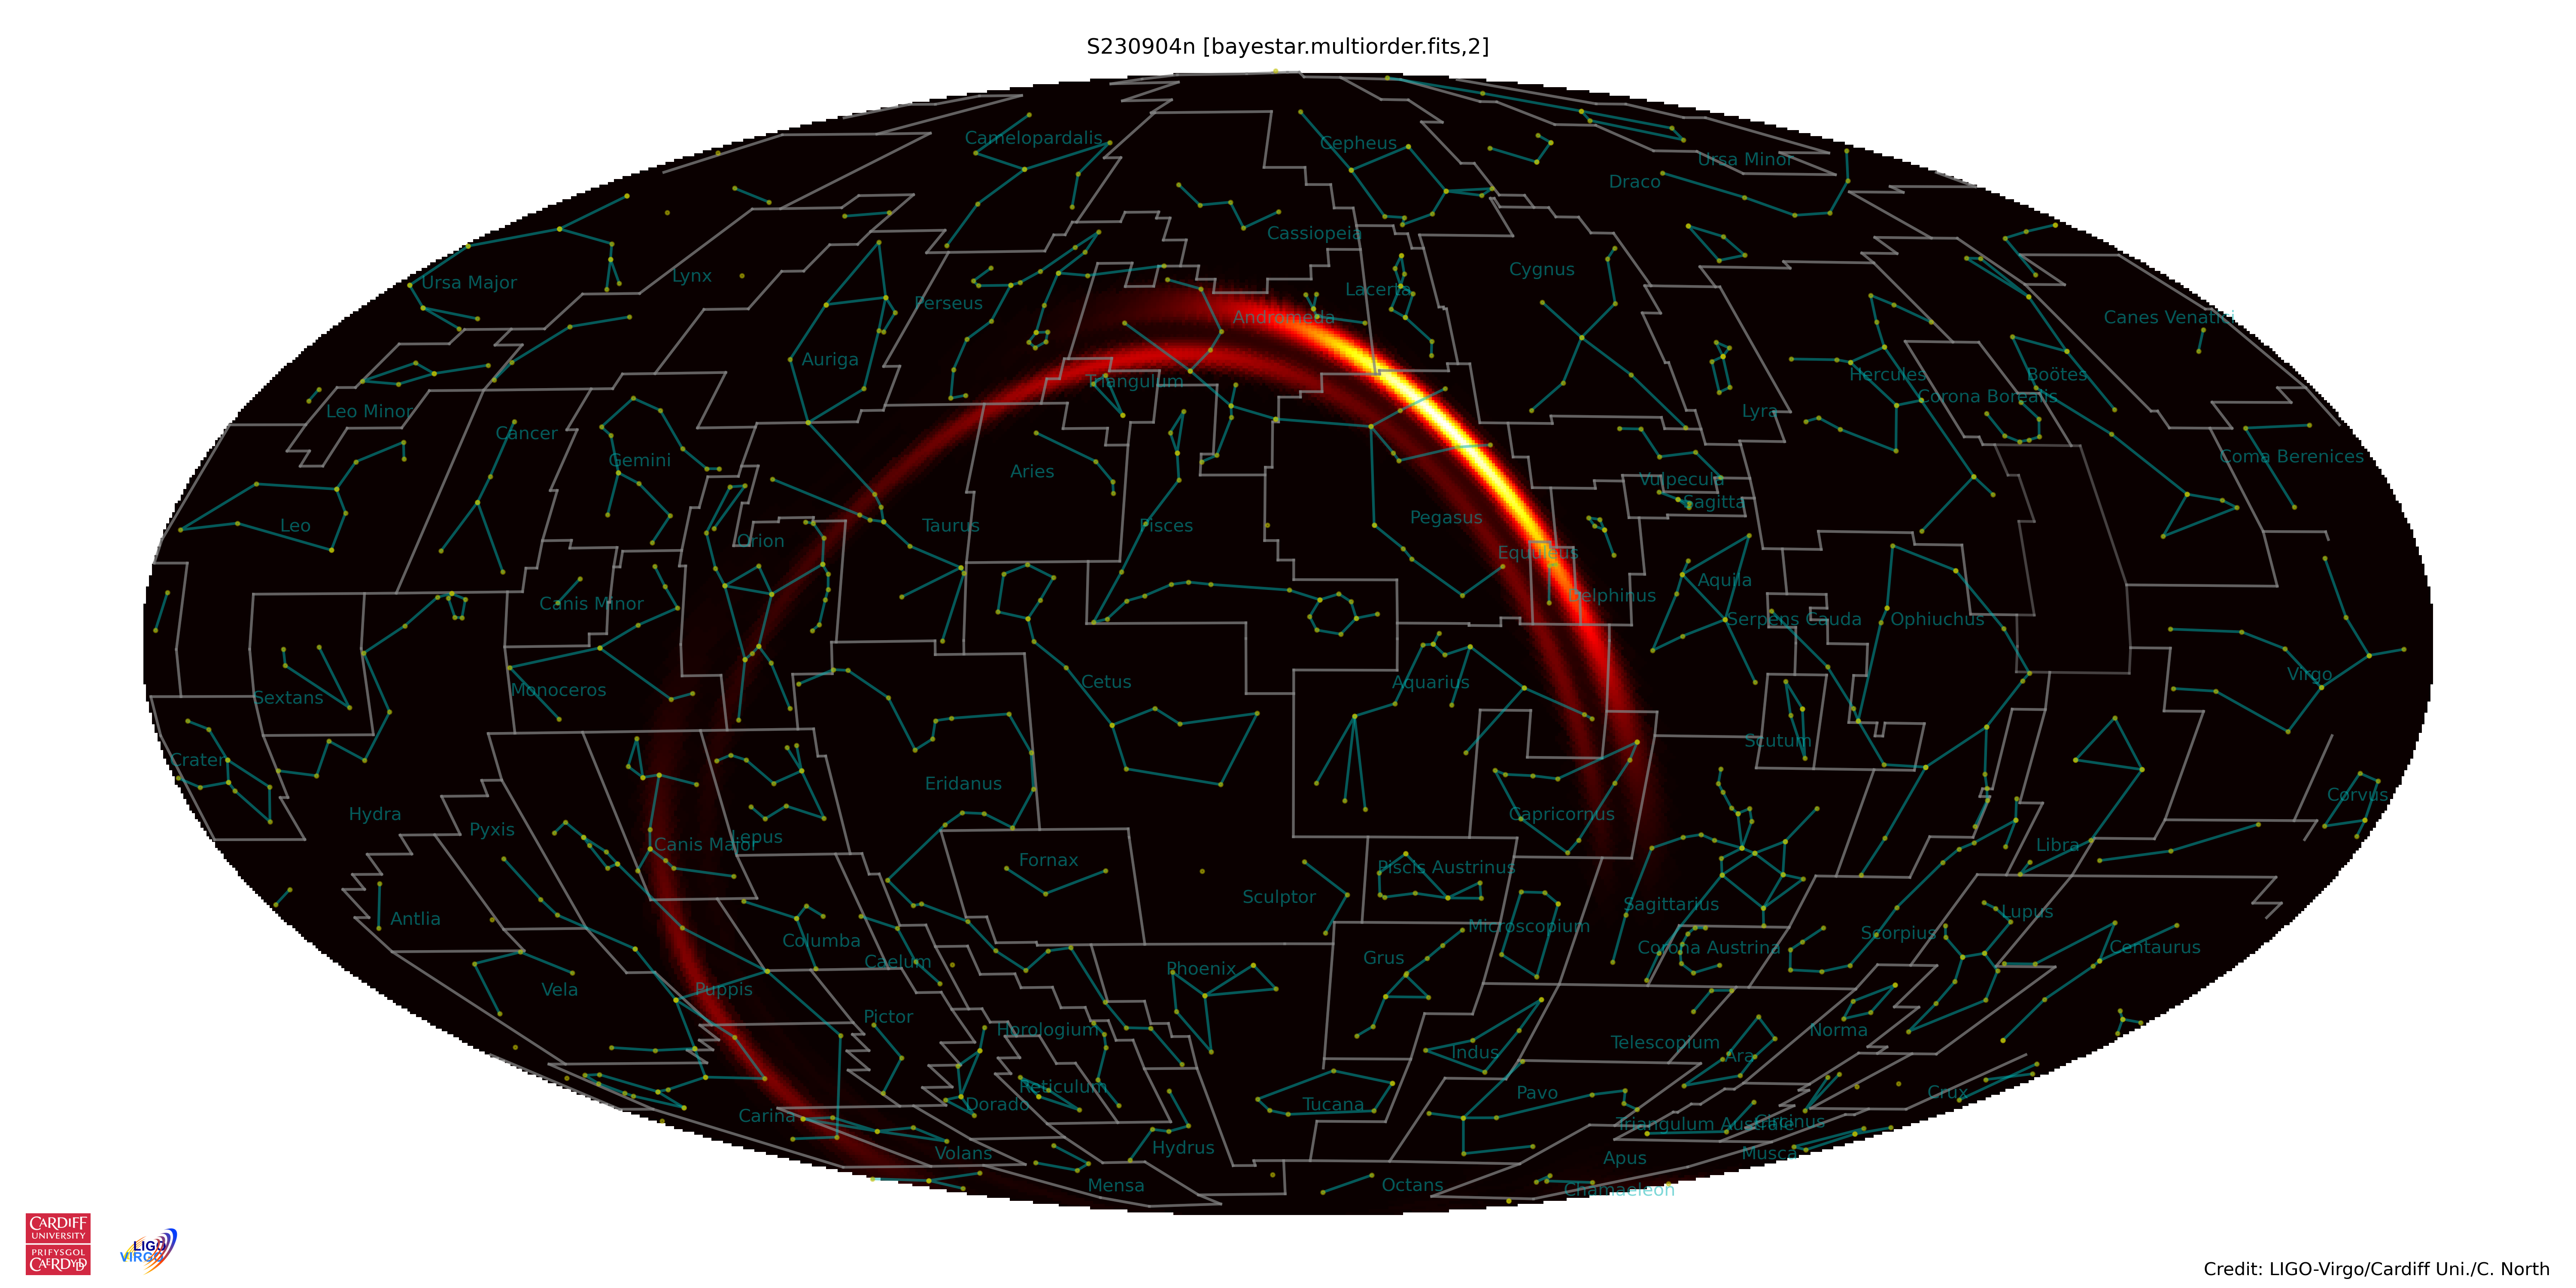 S230904n [bayestar.multiorder.fits,2]
Camelopardalis
Cepheus
Ursa Minor
Draco
Cassiopeia
Cygnus
Lynx
Ursa Major
Lacerta
Perseus
Andromeda
Canes Venatici
Auriga
Hercules
Boötes
Triangulum
Corona Borealis
Leo Minor
Lyra
Cancer
Coma Berenices
Gemini
Aries
Vulpecula
Sagitta
Pegasus
Leo
Taurus
Pisces
Orion
Equuleus
Aquila
Delphinus
Canis Minor
Serpens Cauda
Ophiuchus
Virgo
Cetus
Aquarius
Monoceros
Sextans
Scutum
Crater
Eridanus
Corvus
Hydra
Capricornus
Pyxis
Lepus
Canis Major
Libra
Fornax
Piscis Austrinus
Sculptor
Sagittarius
Lupus
Antlia
Microscopium
Scorpius
Columba
Corona Austrina
Centaurus
Caelum
Grus
Phoenix
Vela
Puppis
Pictor
Horologium
Norma
Telescopium
Indus
Ara
Reticulum
Pavo
Crux
Dorado
Tucana
Carina
Triangulum Australe
Circinus
Hydrus
Volans
Musca
Apus
Mensa
Octans
Chamaeleon
CARDIFF
UNIVERSITY
PRIFYSGOL
CAERDYDD
LIGO
VIRGO
Credit: LIGO-Virgo/Cardiff Uni./C. North